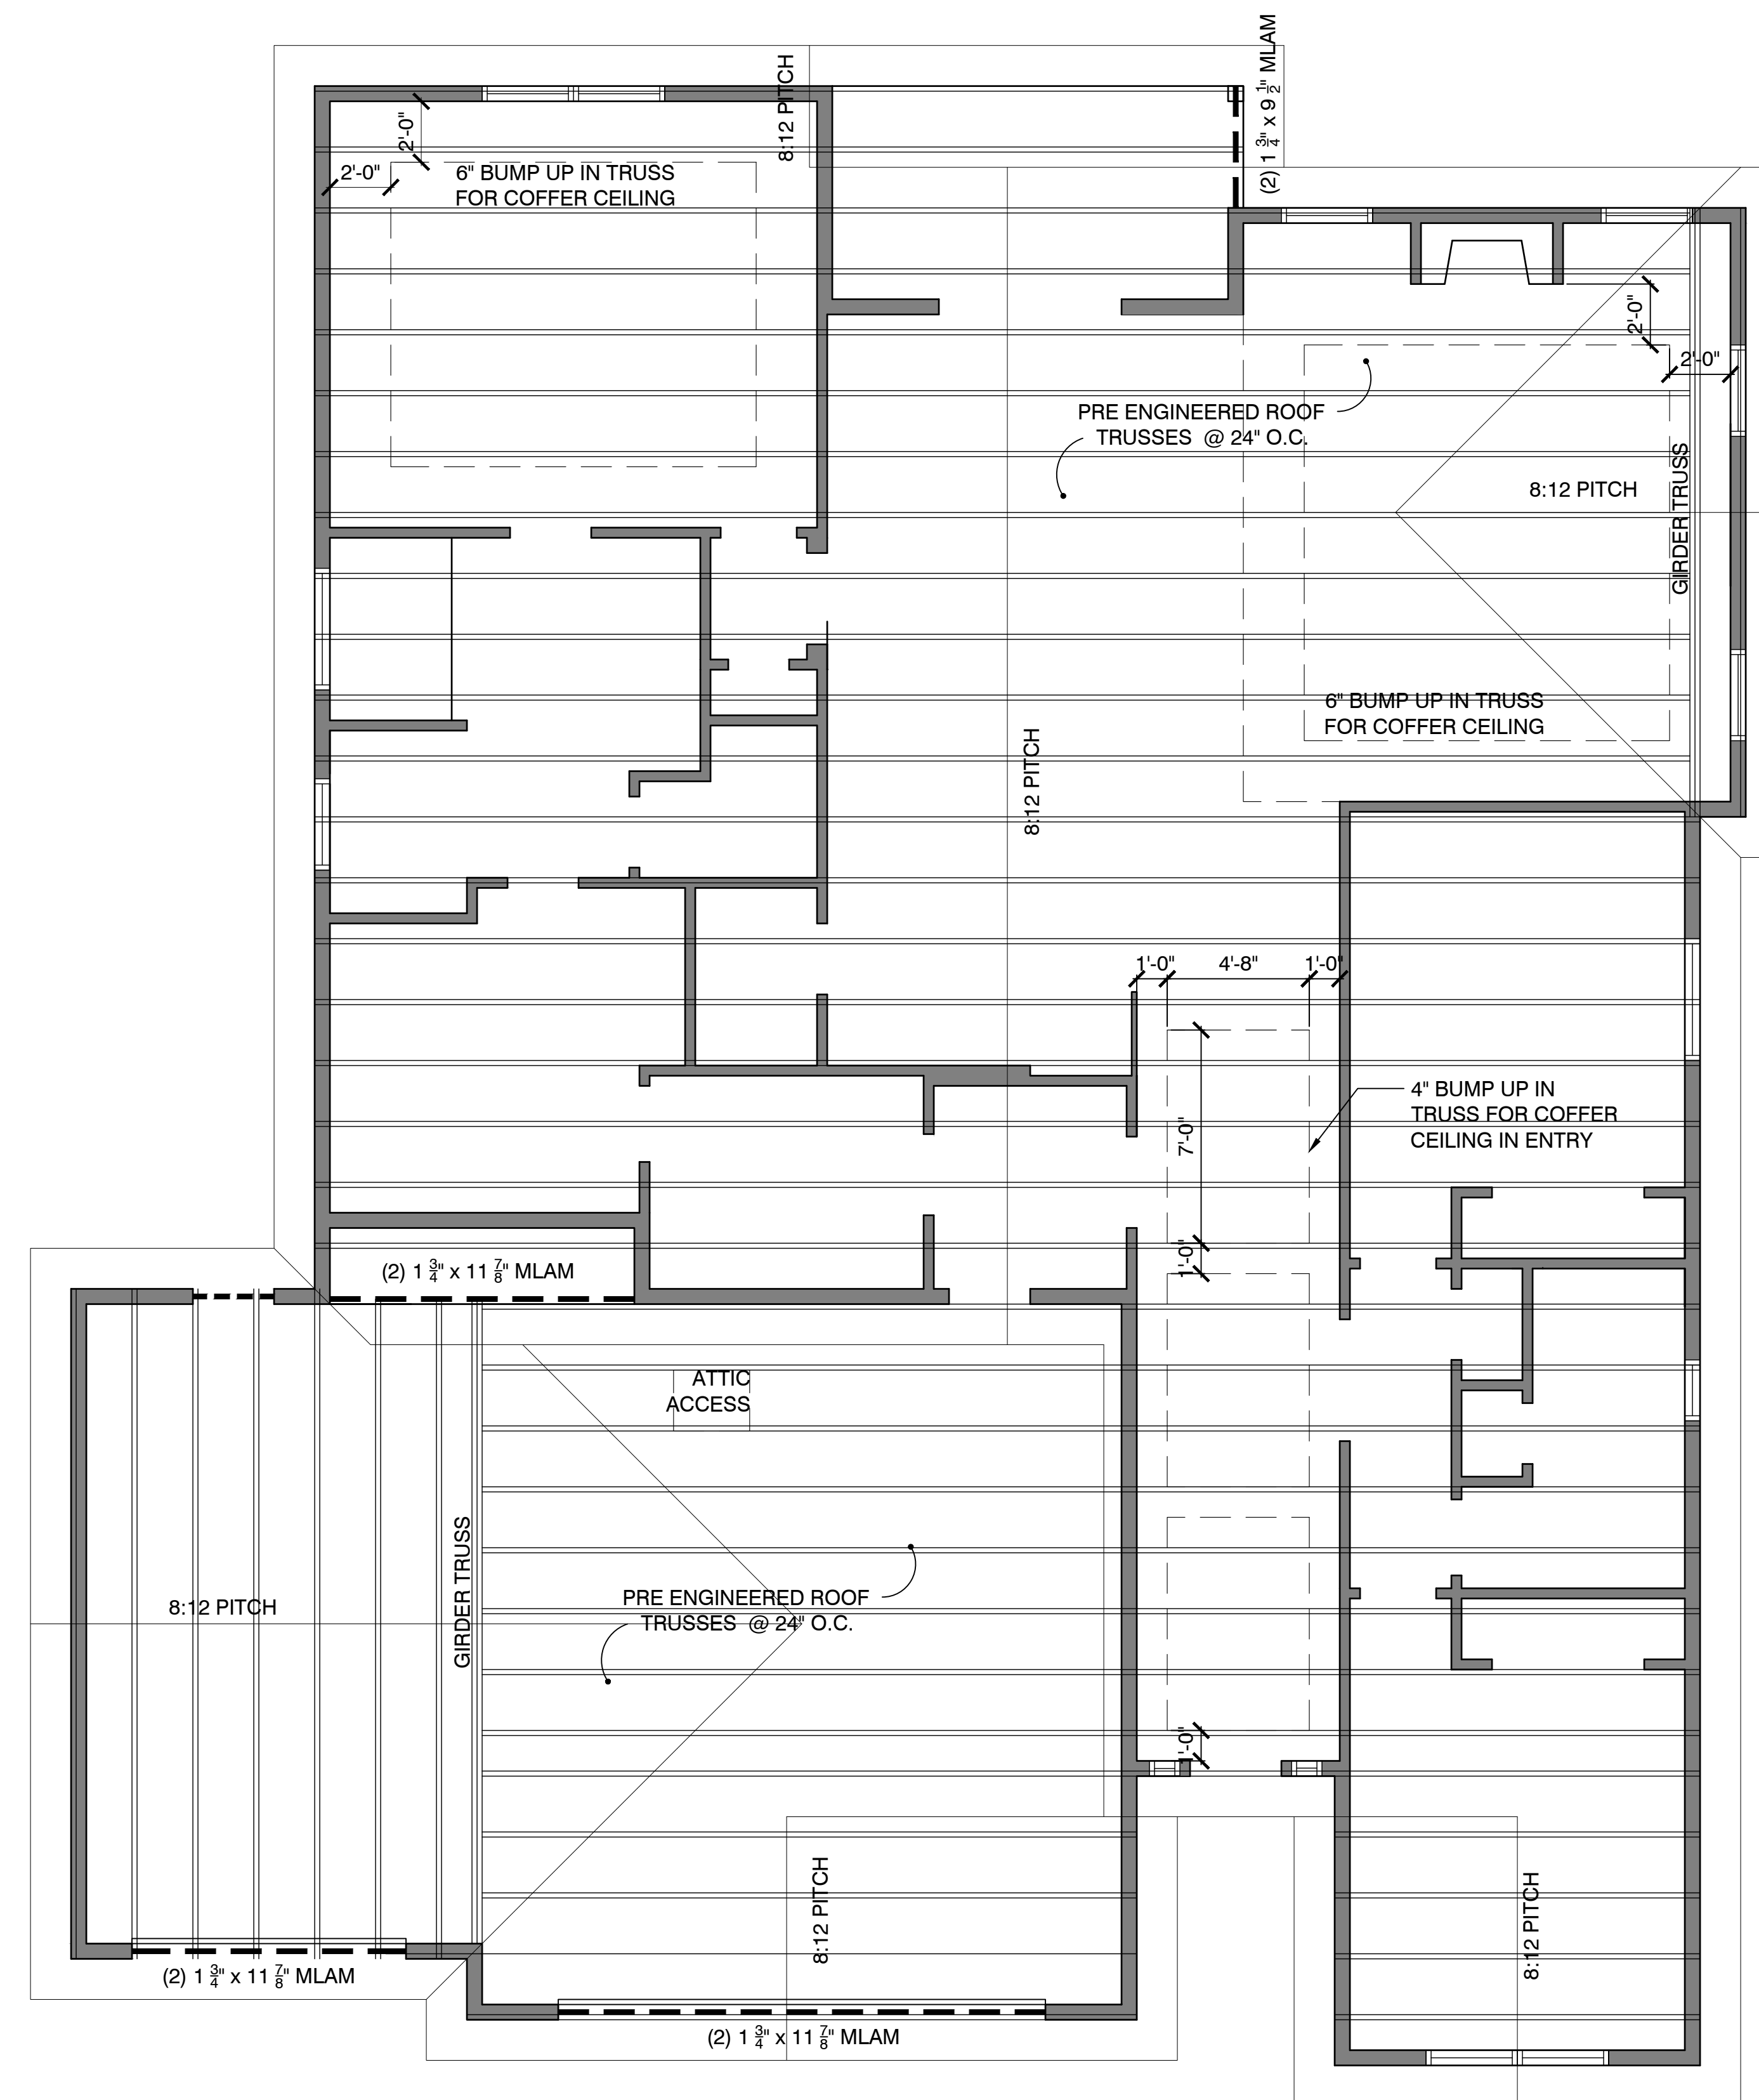 8:12 PITCH
(2) 1 3/4" x 9 1/2" MLAM
2'-0"
2'-0"
6" BUMP UP IN TRUSS
FOR COFFER CEILING
2'-0"
2'-0"
PRE ENGINEERED ROOF
TRUSSES @ 24" O.C.
8:12 PITCH
GIRDER TRUSS
6" BUMP UP IN TRUSS
FOR COFFER CEILING
8:12 PITCH
1'-0" 4'-8" 1'-0"
7'-0"
4" BUMP UP IN
TRUSS FOR COFFER
CEILING IN ENTRY
1'-0"
(2) 1 3/4" x 11 7/8" MLAM
ATTIC
ACCESS
GIRDER TRUSS
8:12 PITCH
PRE ENGINEERED ROOF
TRUSSES @ 24" O.C.
1'-0"
8:12 PITCH
8:12 PITCH
(2) 1 3/4" x 11 7/8" MLAM
(2) 1 3/4" x 11 7/8" MLAM